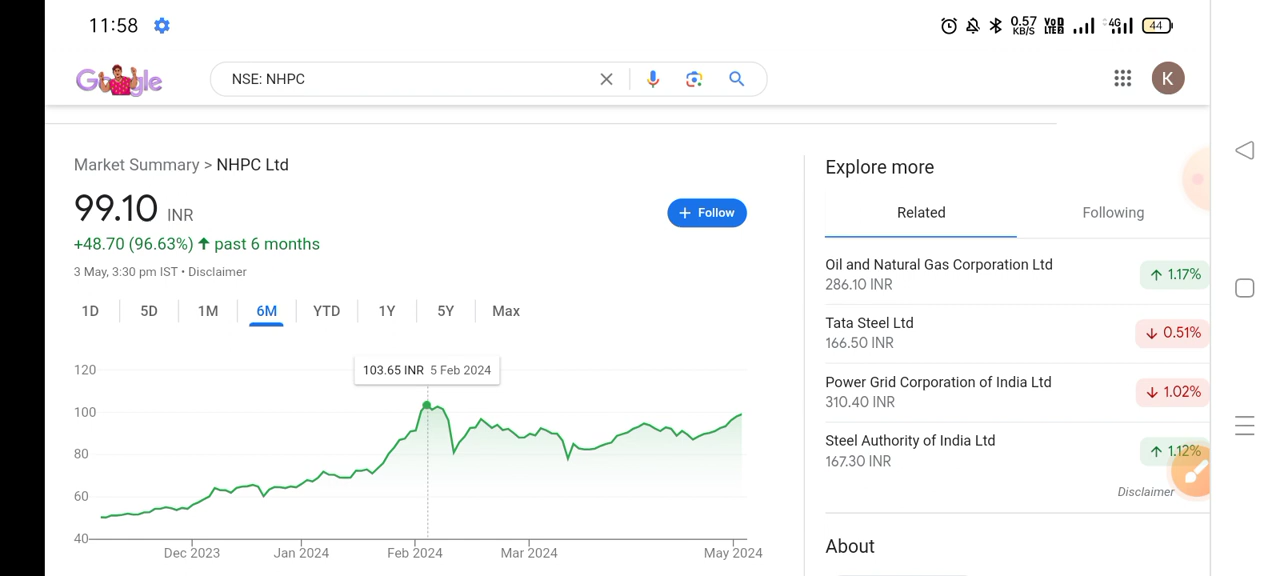 11:58
0.57 KB/S
VoD LTE2
4G
44
Google
NSE: NHPC
K
Market Summary > NHPC Ltd
99.10 INR
+ Follow
+48.70 (96.63%) ↑ past 6 months
3 May, 3:30 pm IST • Disclaimer
1D 5D 1M 6M YTD 1Y 5Y Max
103.65 INR 5 Feb 2024
120
100
80
60
40
Dec 2023 Jan 2024 Feb 2024 Mar 2024 May 2024
Explore more
Related Following
Oil and Natural Gas Corporation Ltd
286.10 INR
↑ 1.17%
Tata Steel Ltd
166.50 INR
↓ 0.51%
Power Grid Corporation of India Ltd
310.40 INR
↓ 1.02%
Steel Authority of India Ltd
167.30 INR
↑ 1.12%
Disclaimer
About